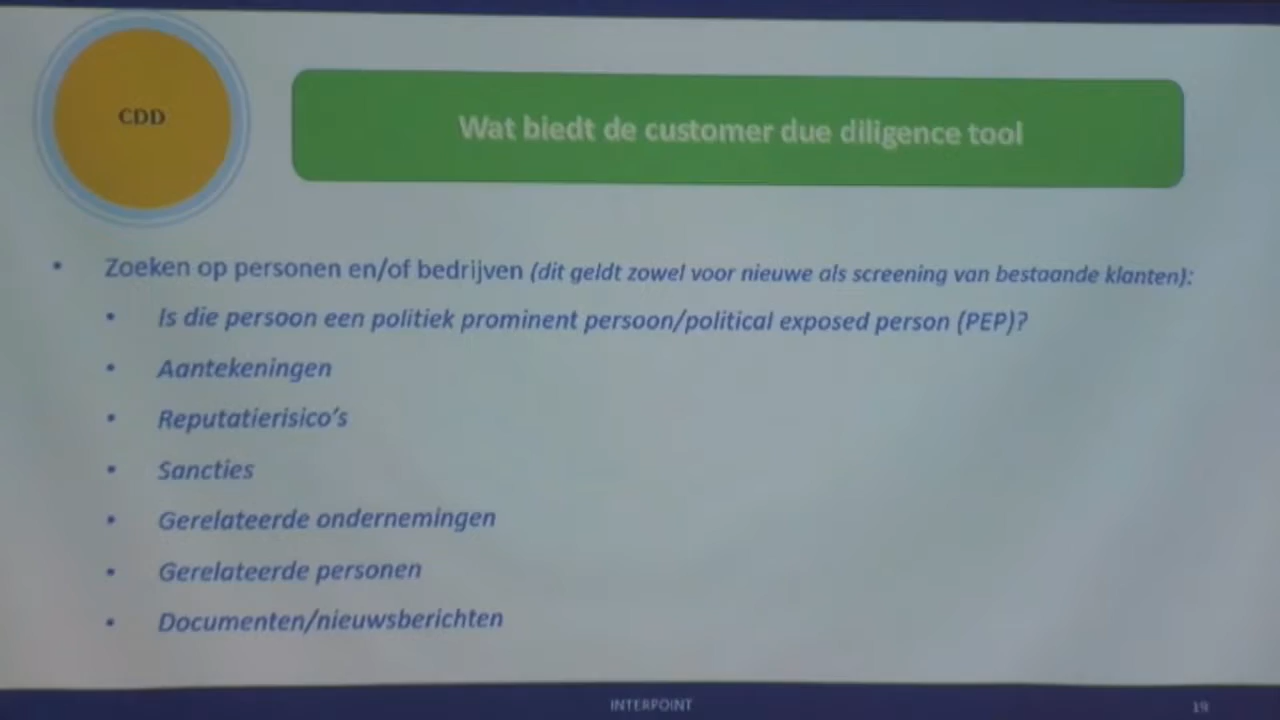 CDD
Wat biedt de customer due diligence tool
• Zoeken op personen en/of bedrijven (dit geldt zowel voor nieuwe als screening van bestaande klanten):
• Is die persoon een politiek prominent persoon/political exposed person (PEP)?
• Aantekeningen
• Reputatierisico's
• Sancties
• Gerelateerde ondernemingen
• Gerelateerde personen
• Documenten/nieuwsberichten
INTERPOINT
19